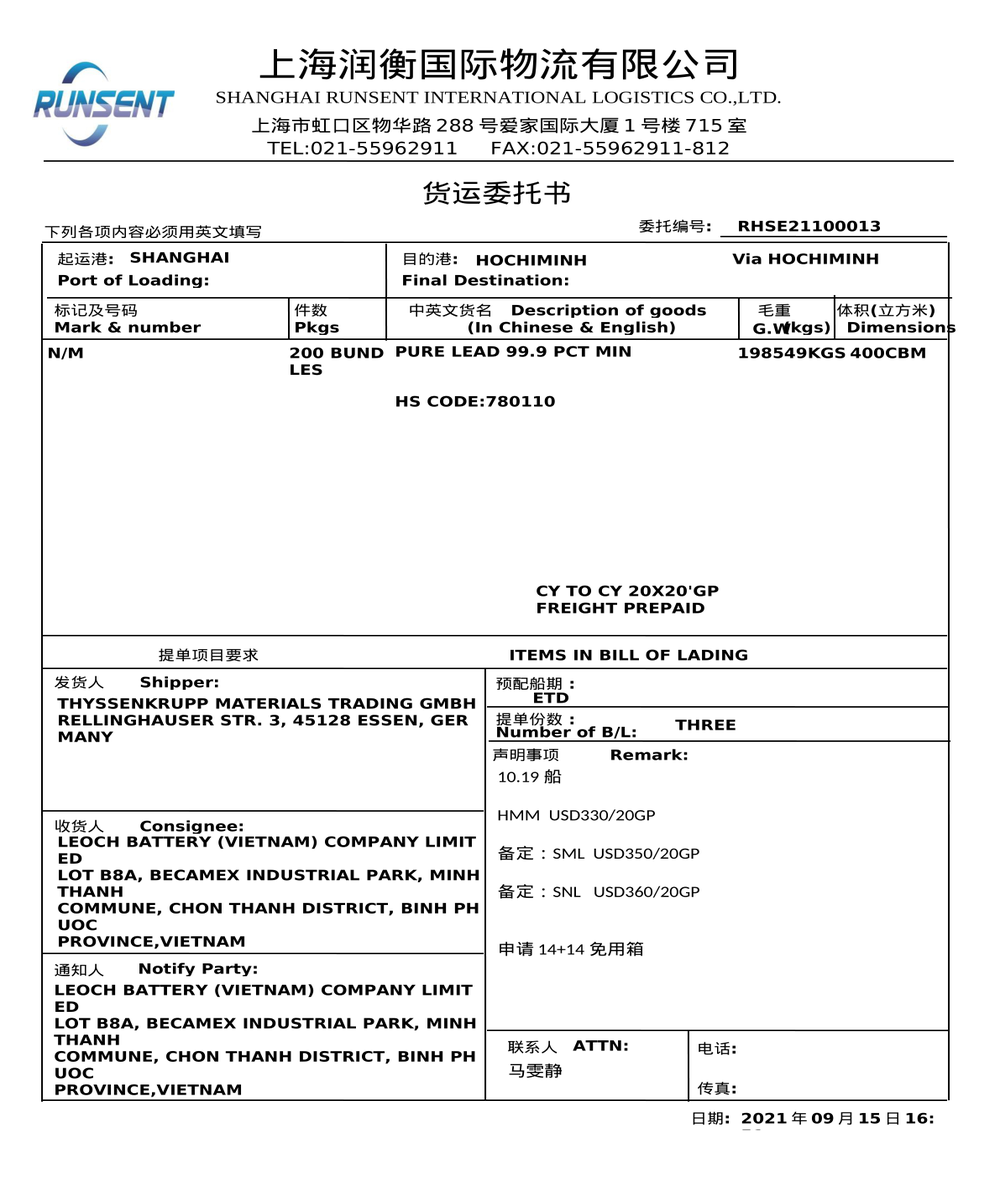 上海润衡国际物流有限公司
RUNSENT
SHANGHAI RUNSENT INTERNATIONAL LOGISTICS CO.,LTD.
上海市虹口区物华路 288 号爱家国际大厦 1 号楼 715 室
TEL:021-55962911 FAX:021-55962911-812
货运委托书
下列各项内容必须用英文填写
委托编号: RHSE21100013
起运港: SHANGHAI
Port of Loading:
目的港: HOCHIMINH Via HOCHIMINH
Final Destination:
标记及号码
Mark & number
件数
Pkgs
中英文货名 Description of goods
(In Chinese & English)
毛重
G.W(kgs)
体积(立方米)
Dimensions
N/M
200 BUND
LES
PURE LEAD 99.9 PCT MIN
198549KGS
400CBM
HS CODE:780110
CY TO CY 20X20'GP
FREIGHT PREPAID
提单项目要求 ITEMS IN BILL OF LADING
发货人 Shipper:
THYSSENKRUPP MATERIALS TRADING GMBH
RELLINGHAUSER STR. 3, 45128 ESSEN, GER
MANY
预配船期 :
ETD
提单份数 :
Number of B/L: THREE
声明事项 Remark:
10.19 船
HMM USD330/20GP
备定 : SML USD350/20GP
备定 : SNL USD360/20GP
申请 14+14 免用箱
收货人 Consignee:
LEOCH BATTERY (VIETNAM) COMPANY LIMIT
ED
LOT B8A, BECAMEX INDUSTRIAL PARK, MINH
THANH
COMMUNE, CHON THANH DISTRICT, BINH PH
UOC
PROVINCE,VIETNAM
通知人 Notify Party:
LEOCH BATTERY (VIETNAM) COMPANY LIMIT
ED
LOT B8A, BECAMEX INDUSTRIAL PARK, MINH
THANH
COMMUNE, CHON THANH DISTRICT, BINH PH
UOC
PROVINCE,VIETNAM
联系人 ATTN:
马雯静
电话:
传真:
日期: 2021 年 09 月 15 日 16: